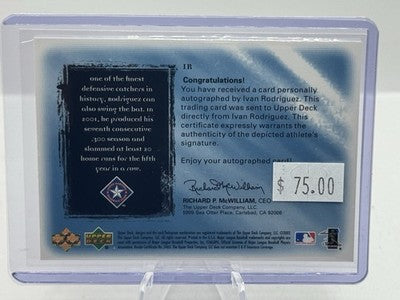 IR
one of the finest
defensive catchers in
history, Rodriguez can
also swing the bat. In
2001, he produced his
seventh consecutive
.300 season and
slammed at least 20
home runs for the fifth
year in a row.
Congratulations!
You have received a card personally
autographed by Ivan Rodriguez. This
trading card was sent to Upper Deck
directly from Ivan Rodriguez. This
certificate expressly warrants the
authenticity of the depicted athlete's
signature.
Enjoy your autographed card!
$ 75.00
Richard P. McWilliam
RICHARD P. McWILLIAM, CEO
The Upper Deck Company, LLC.
5909 Sea Otter Place, Carlsbad, CA 92008
UPPER DECK